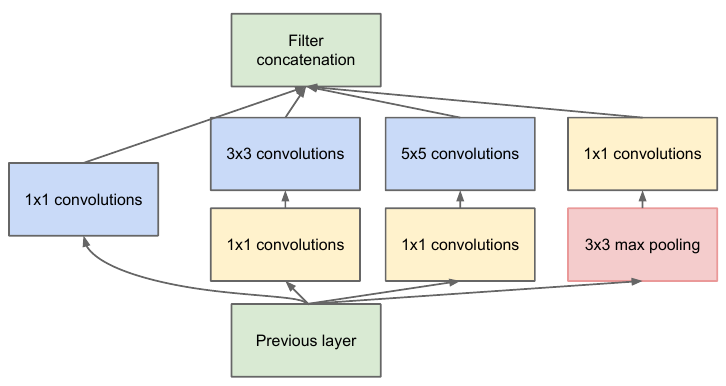 Filter
concatenation
3x3 convolutions
5x5 convolutions
1x1 convolutions
1x1 convolutions
1x1 convolutions
1x1 convolutions
3x3 max pooling
Previous layer